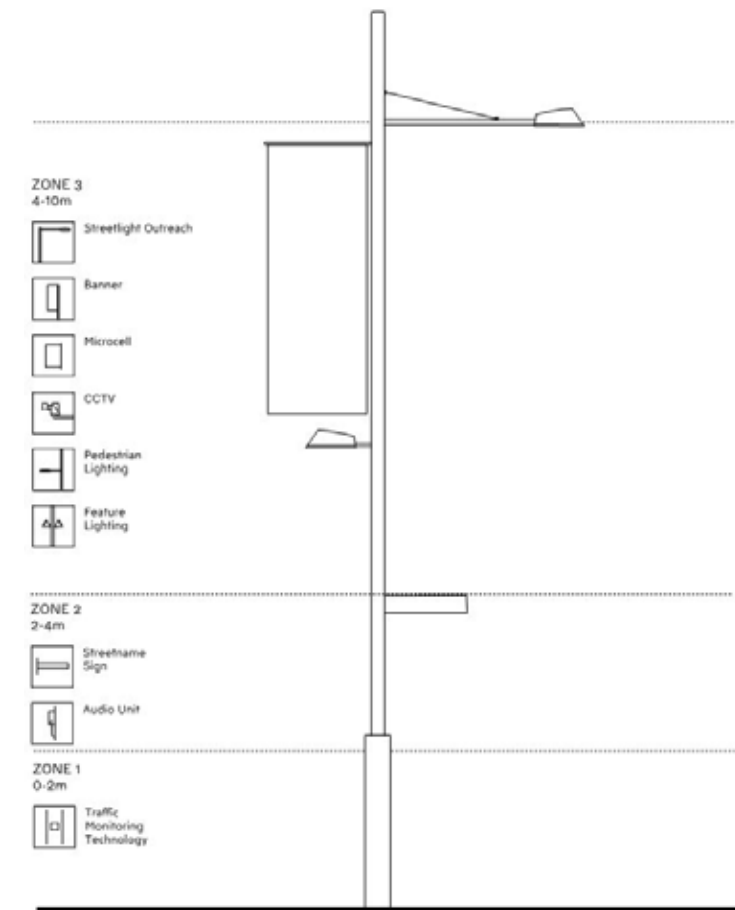 ZONE 3
4-10m
Streetlight Outreach
Banner
Microcell
CCTV
Pedestrian
Lighting
Feature
Lighting
ZONE 2
2-4m
Streetname
Sign
Audio Unit
ZONE 1
0-2m
Traffic
Monitoring
Technology